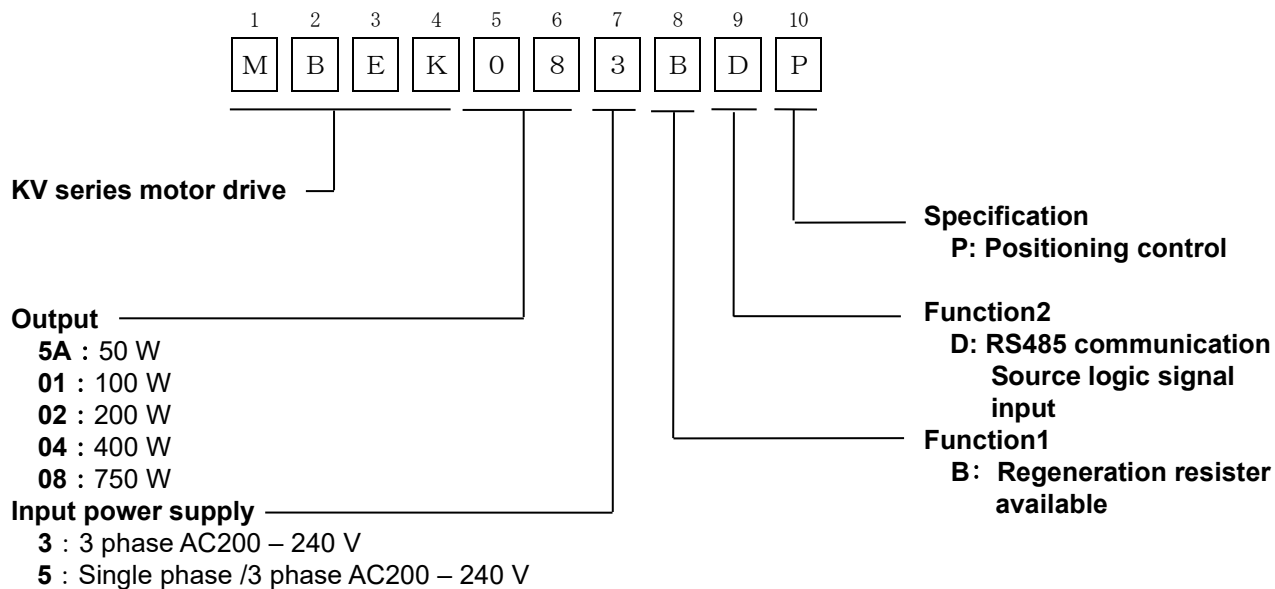 1 2 3 4 5 6 7 8 9 10
M B E K 0 8 3 B D P
KV series motor drive
Specification
P: Positioning control
Output
5A : 50 W
01 : 100 W
02 : 200 W
04 : 400 W
08 : 750 W
Function2
D: RS485 communication
Source logic signal
input
Function1
B: Regeneration resister
available
Input power supply
3 : 3 phase AC200 – 240 V
5 : Single phase /3 phase AC200 – 240 V